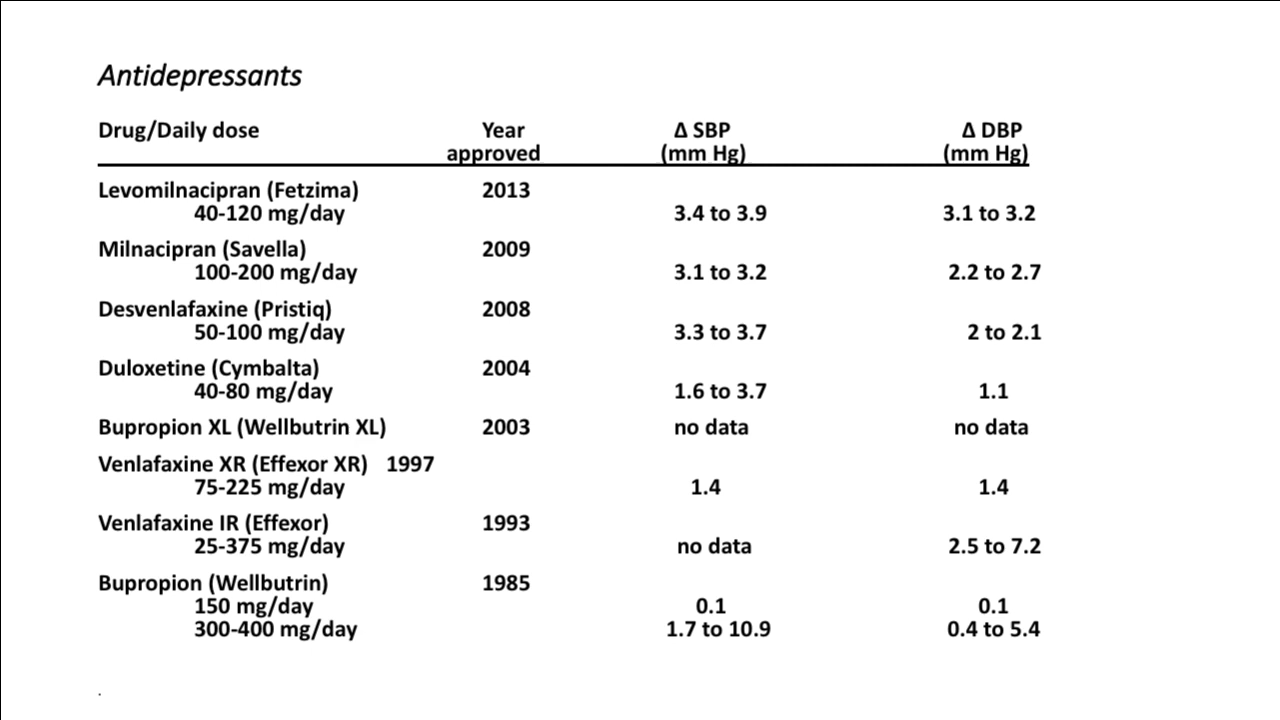 Antidepressants
Drug/Daily dose Year approved Δ SBP (mm Hg) Δ DBP (mm Hg)
Levomilnacipran (Fetzima) 2013
40-120 mg/day 3.4 to 3.9 3.1 to 3.2
Milnacipran (Savella) 2009
100-200 mg/day 3.1 to 3.2 2.2 to 2.7
Desvenlafaxine (Pristiq) 2008
50-100 mg/day 3.3 to 3.7 2 to 2.1
Duloxetine (Cymbalta) 2004
40-80 mg/day 1.6 to 3.7 1.1
Bupropion XL (Wellbutrin XL) 2003 no data no data
Venlafaxine XR (Effexor XR) 1997
75-225 mg/day 1.4 1.4
Venlafaxine IR (Effexor) 1993
25-375 mg/day no data 2.5 to 7.2
Bupropion (Wellbutrin) 1985
150 mg/day 0.1 0.1
300-400 mg/day 1.7 to 10.9 0.4 to 5.4
.